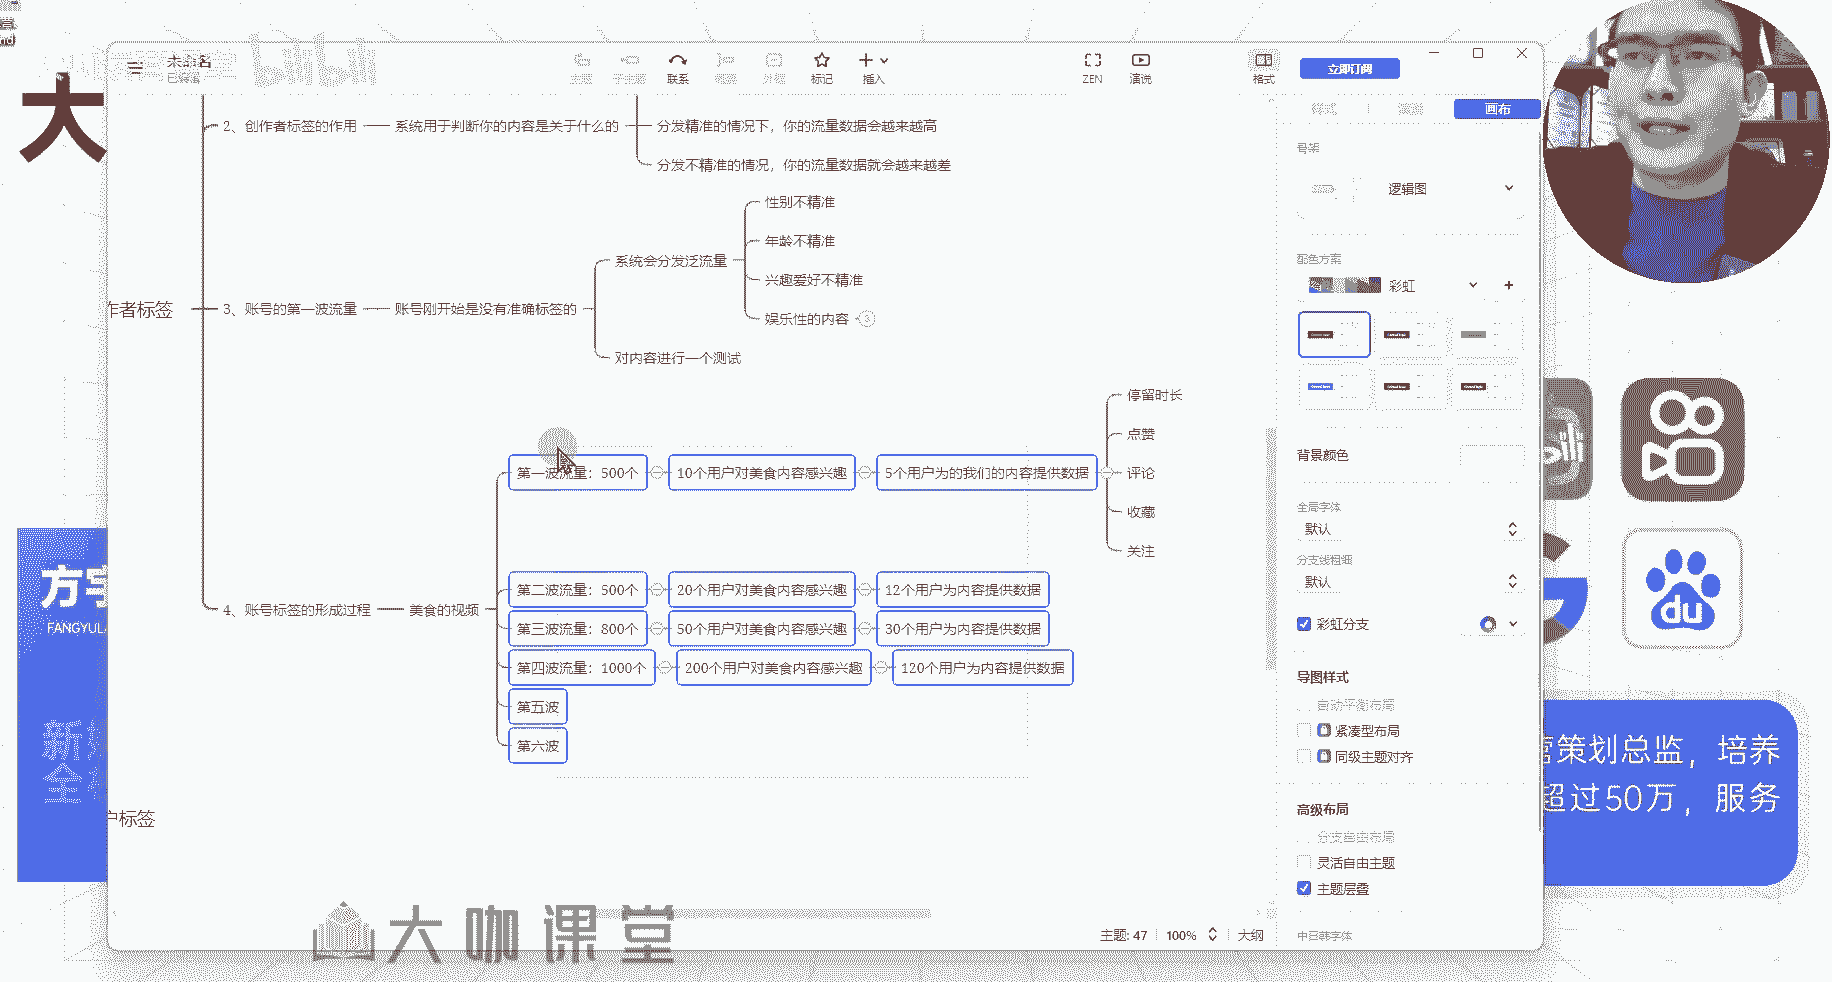 大
bilibili
未命名
已编辑
主题
子主题
联系
概要
外框
标记
插入
ZEN
演说
格式
立即订阅
样式
演说
画布
2、创作者标签的作用
系统用于判断你的内容是关于什么的
分发精准的情况下，你的流量数据会越来越高
分发不精准的情况，你的流量数据就会越来越差
作者标签
3、账号的第一波流量
账号刚开始是没有准确标签的
系统会分发泛流量
性别不精准
年龄不精准
兴趣爱好不精准
娱乐性的内容
3
对内容进行一个测试
4、账号标签的形成过程
美食的视频
第一波流量：500个
10个用户对美食内容感兴趣
5个用户为的我们的内容提供数据
停留时长
点赞
评论
收藏
关注
第二波流量：500个
20个用户对美食内容感兴趣
12个用户为内容提供数据
第三波流量：800个
50个用户对美食内容感兴趣
30个用户为内容提供数据
第四波流量：1000个
200个用户对美食内容感兴趣
120个用户为内容提供数据
第五波
第六波
户标签
骨架
逻辑图
配色方案
彩虹
背景颜色
全局字体
默认
分支线粗细
默认
彩虹分支
导图样式
自动平衡布局
紧凑型布局
同级主题对齐
高级布局
分支自由布局
灵活自由主题
主题层叠
中日韩字体
主题: 47
100%
大纲
方宇
FANGYULA
新
全
du
营策划总监，培养
超过50万，服务
大咖课堂